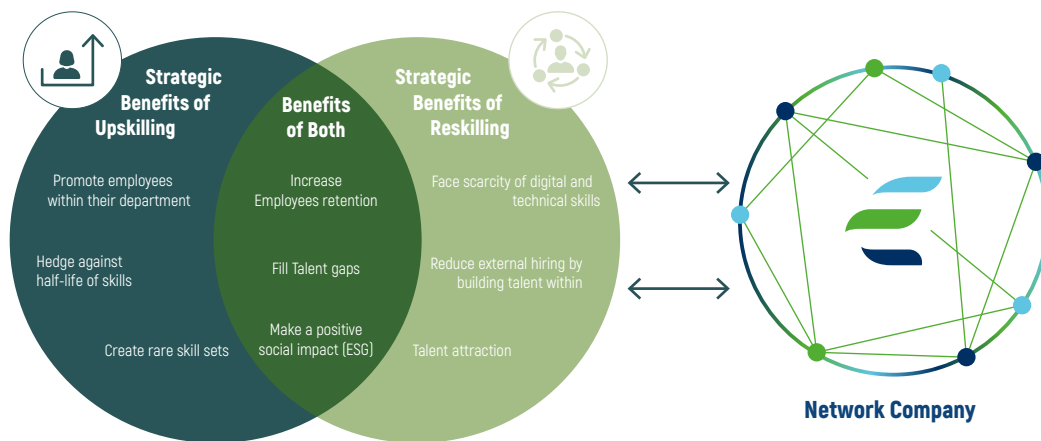 Strategic
Benefits of
Upskilling
Promote employees
within their department
Hedge against
half-life of skills
Create rare skill sets
Benefits
of Both
Increase
Employees retention
Fill Talent gaps
Make a positive
social impact (ESG)
Strategic
Benefits of
Reskilling
Face scarcity of digital and
technical skills
Reduce external hiring by
building talent within
Talent attraction
Network Company